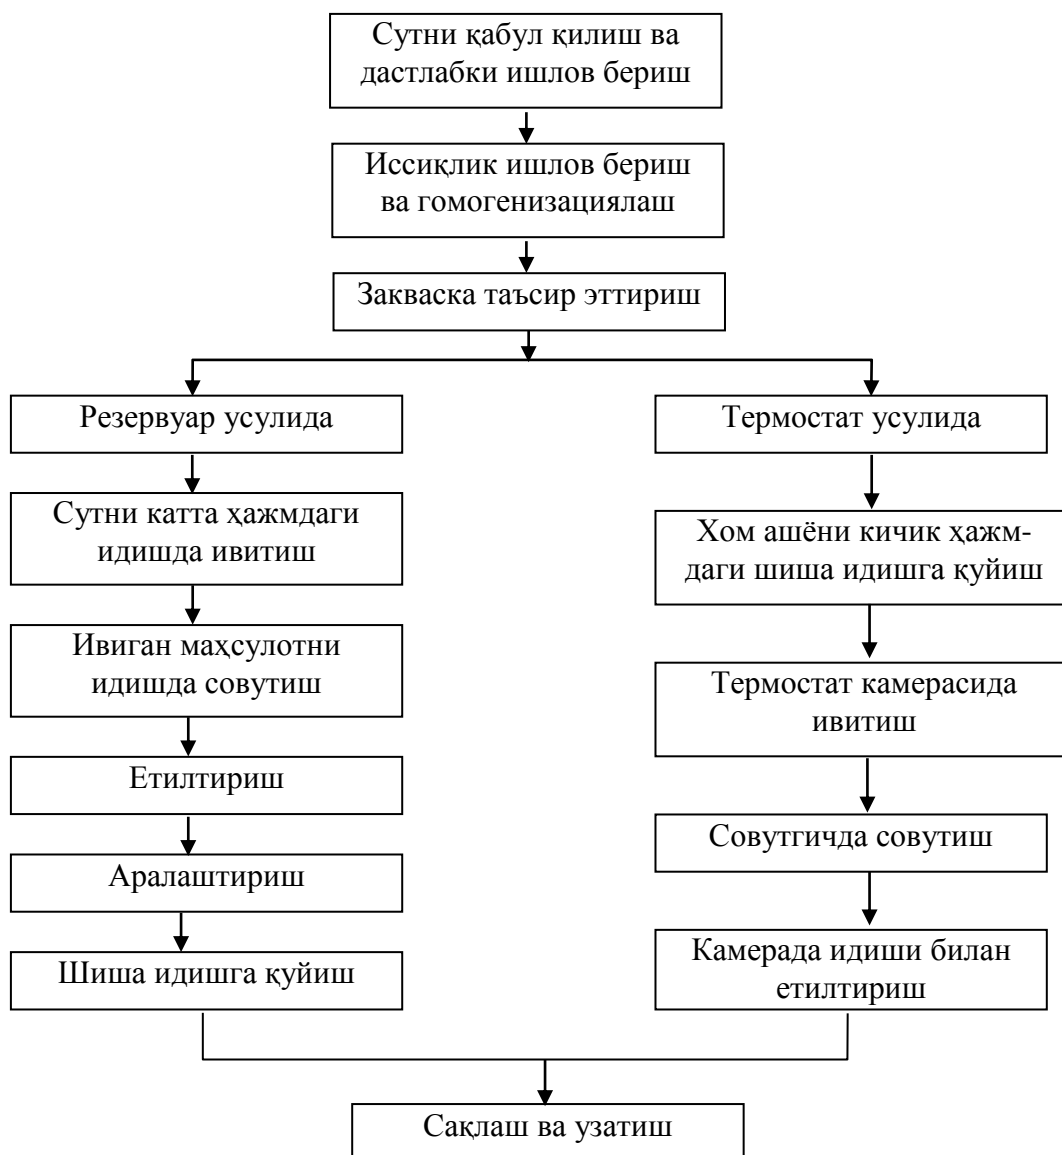 Сутни қабул қилиш ва
дастлабки ишлов бериш
Иссиқлик ишлов бериш
ва гомогенизациялаш
Закваска таъсир эттириш
Резервуар усулида
Сутни катта ҳажмдаги
идишда ивитиш
Ивиган маҳсулотни
идишда совутиш
Етилтириш
Аралаштириш
Шиша идишга қуйиш
Термостат усулида
Хом ашёни кичик ҳажм-
даги шиша идишга қуйиш
Термостат камерасида
ивитиш
Совутгичда совутиш
Камерада идиши билан
етилтириш
Сақлаш ва узатиш